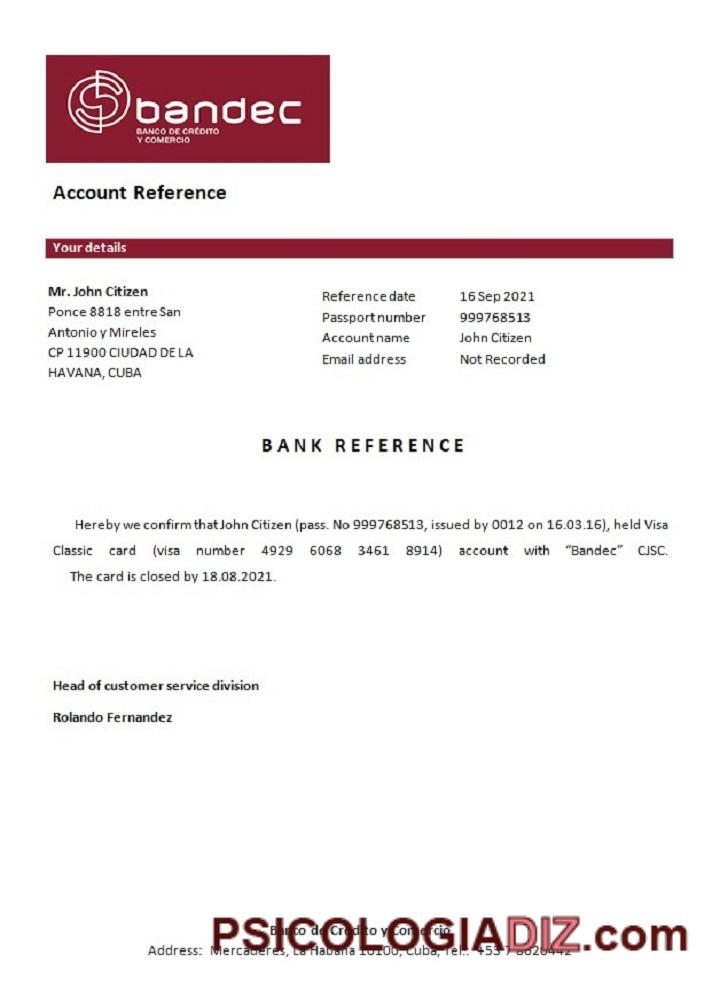 bandec
BANCO DE CRÉDITO
Y COMERCIO
Account Reference
Your details
Mr. John Citizen
Ponce 8818 entre San
Antonio y Mireles
CP 11900 CIUDAD DE LA
HAVANA, CUBA
Reference date 16 Sep 2021
Passport number 999768513
Account name John Citizen
Email address Not Recorded
BANK REFERENCE
Hereby we confirm that John Citizen (pass. No 999768513, issued by 0012 on 16.03.16), held Visa
Classic card (visa number 4929 6068 3461 8914) account with “Bandec” CJSC.
The card is closed by 18.08.2021.
Head of customer service division
Rolando Fernandez
Banco de Crédito y Comercio
PSICOLOGIADIZ.com
Address: Mercaderes, La Habana 10100, Cuba, Tel.: +53 7 8620442